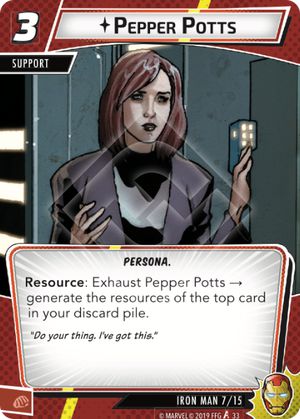 3
Pepper Potts
SUPPORT
PERSONA.
Resource: Exhaust Pepper Potts →
generate the resources of the top card
in your discard pile.
"Do your thing. I've got this."
IRON MAN 7/15
© MARVEL © 2019 FFG A 33